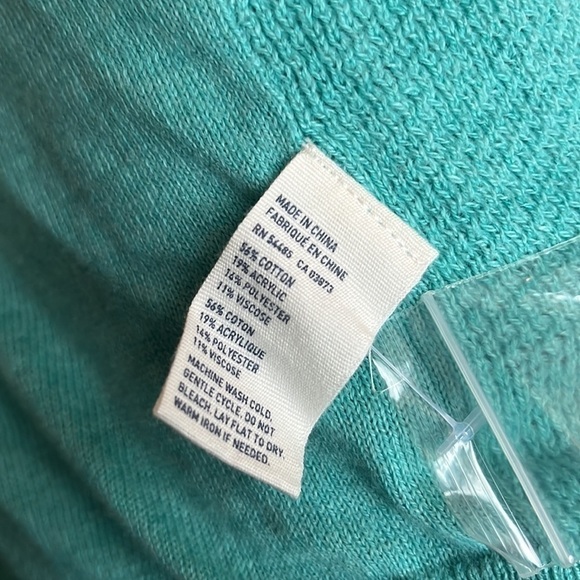 MADE IN CHINA
FABRIQUÉ EN CHINE
RN 54485 CA 03873
56% COTTON
19% ACRYLIC
14% POLYESTER
11% VISCOSE
56% COTON
19% ACRYLIQUE
14% POLYESTER
11% VISCOSE
MACHINE WASH COLD,
GENTLE CYCLE. DO NOT
BLEACH. LAY FLAT TO DRY.
WARM IRON IF NEEDED.